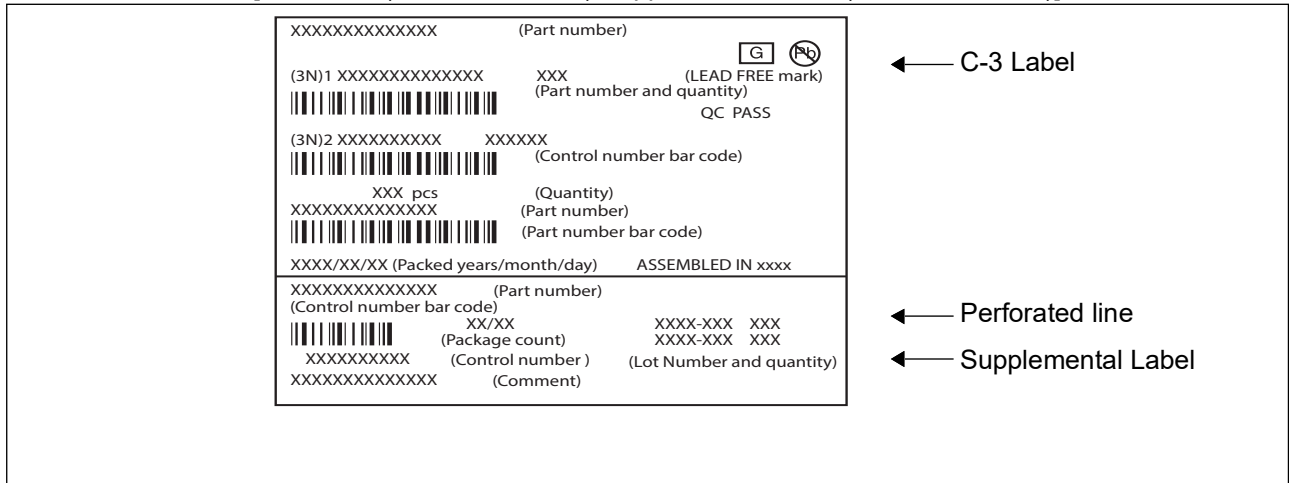 XXXXXXXXXXXXXX (Part number)
G Pb
C-3 Label
(3N)1 XXXXXXXXXXXXXX XXX (LEAD FREE mark)
(Part number and quantity)
QC PASS
(3N)2 XXXXXXXXXX XXXXXX
(Control number bar code)
XXX pcs (Quantity)
XXXXXXXXXXXXXX (Part number)
(Part number bar code)
XXXX/XX/XX (Packed years/month/day) ASSEMBLED IN xxxx
XXXXXXXXXXXXXX (Part number)
(Control number bar code)
Perforated line
XX/XX XXXX-XXX XXX
(Package count) XXXX-XXX XXX
XXXXXXXXXX (Control number ) (Lot Number and quantity)
Supplemental Label
XXXXXXXXXXXXXX (Comment)